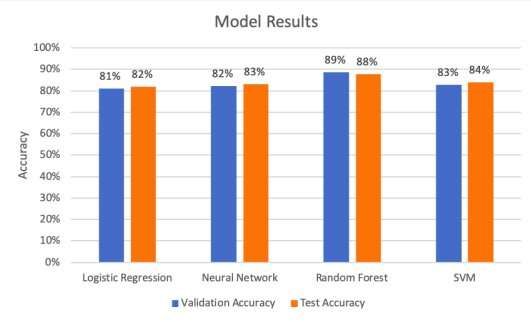 Model Results
100%
90%
80%
70%
60%
50%
40%
30%
20%
10%
0%
Accuracy
81% 82% 82% 83% 89% 88% 83% 84%
Logistic Regression Neural Network Random Forest SVM
Validation Accuracy Test Accuracy